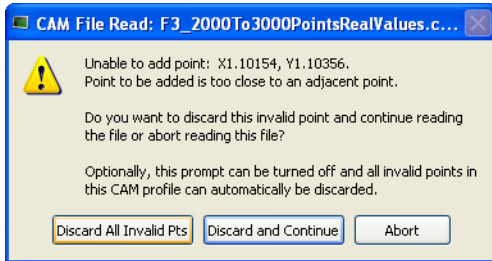 CAM File Read: F3_2000To3000PointsRealValues.c...
Unable to add point: X1.10154, Y1.10356.
Point to be added is too close to an adjacent point.
Do you want to discard this invalid point and continue reading
the file or abort reading this file?
Optionally, this prompt can be turned off and all invalid points in
this CAM profile can automatically be discarded.
Discard All Invalid Pts Discard and Continue Abort